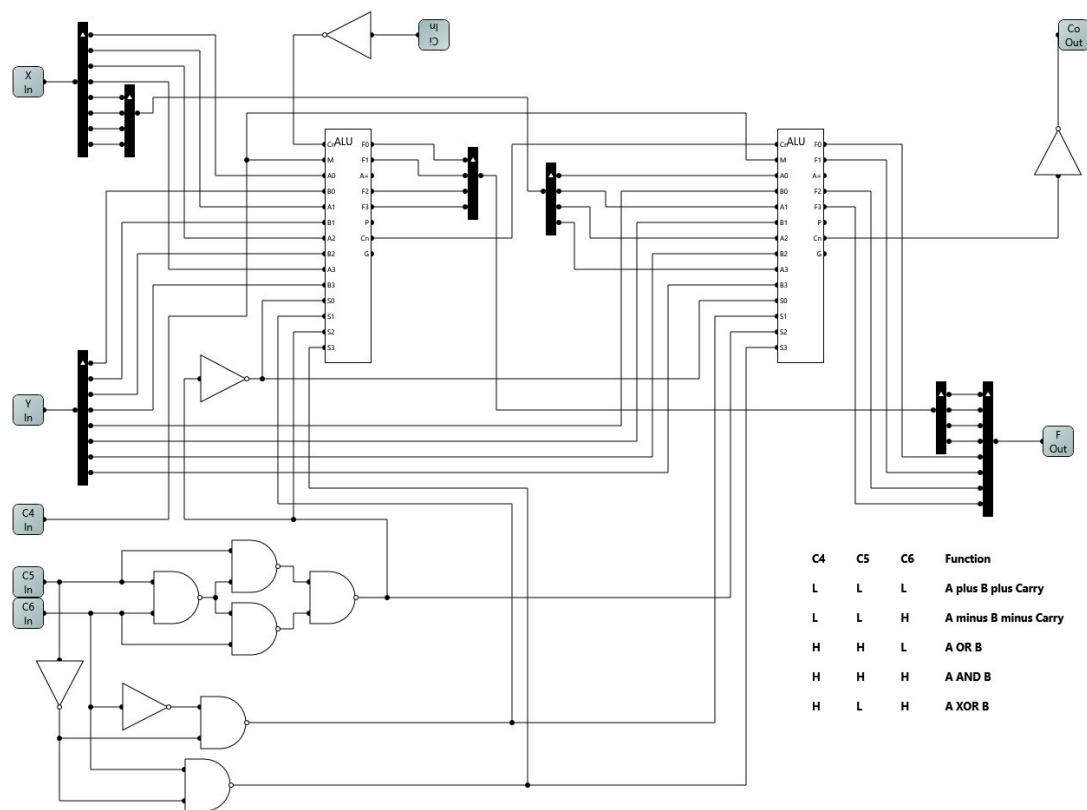 X
In
Ci
In
Co
Out
ALU
Cn
M
A0
B0
A1
B1
A2
B2
A3
B3
S0
S1
S2
S3
F0
F1
A=
F2
F3
P
Cn
G
ALU
Cn
M
A0
B0
A1
B1
A2
B2
A3
B3
S0
S1
S2
S3
F0
F1
A=
F2
F3
P
Cn
G
Y
In
F
Out
C4
In
C5
In
C6
In
C4 C5 C6 Function
L L L A plus B plus Carry
L L H A minus B minus Carry
H H L A OR B
H H H A AND B
H L H A XOR B